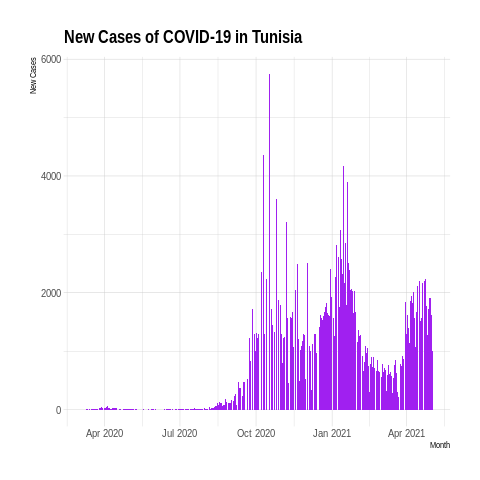 New Cases of COVID-19 in Tunisia
New Cases
6000
4000
2000
0
Apr 2020 Jul 2020 Oct 2020 Jan 2021 Apr 2021
Month